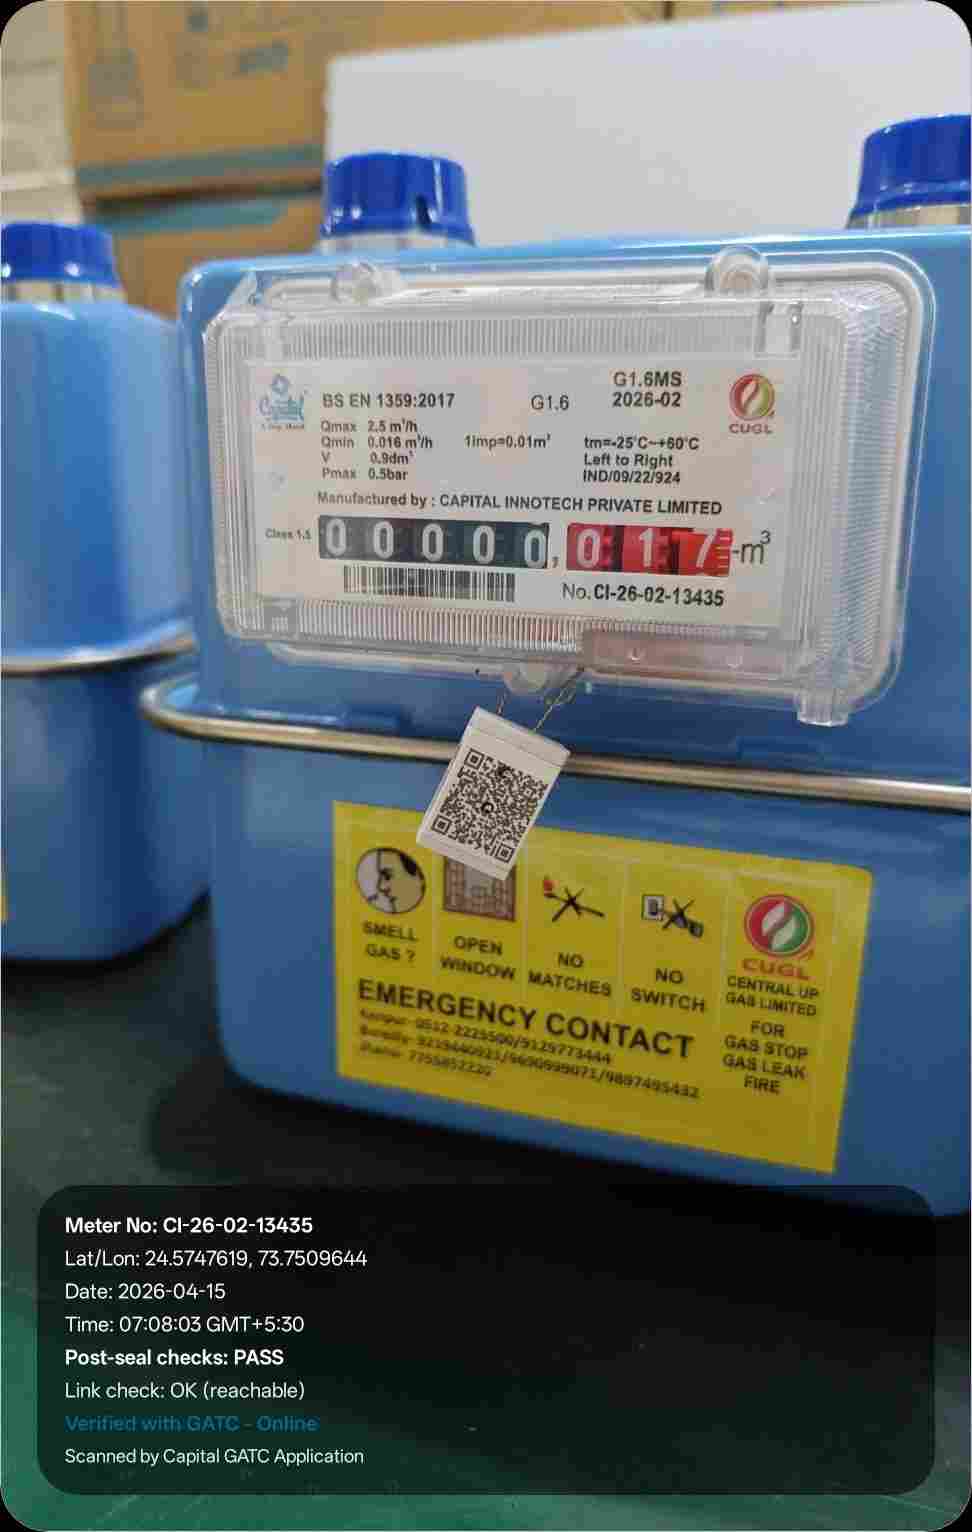 Capital
BS EN 1359:2017
G1.6
G1.6MS
2026-02
CUGL
Qmax 2.5 m³/h
Qmin 0.016 m³/h 1imp=0.01m³
V 0.9dm³
Pmax 0.5bar
tm=-25°C~+60°C
Left to Right
IND/09/22/924
Manufactured by : CAPITAL INNOTECH PRIVATE LIMITED
Class 1.5
00000,017 -m³
No.CI-26-02-13435
SMELL
GAS ?
OPEN
WINDOW
NO
MATCHES
NO
SWITCH
CUGL
CENTRAL UP
GAS LIMITED
FOR
GAS STOP
GAS LEAK
FIRE
EMERGENCY CONTACT
Meter No: CI-26-02-13435
Lat/Lon: 24.5747619, 73.7509644
Date: 2026-04-15
Time: 07:08:03 GMT+5:30
Post-seal checks: PASS
Link check: OK (reachable)
Verified with GATC - Online
Scanned by Capital GATC Application